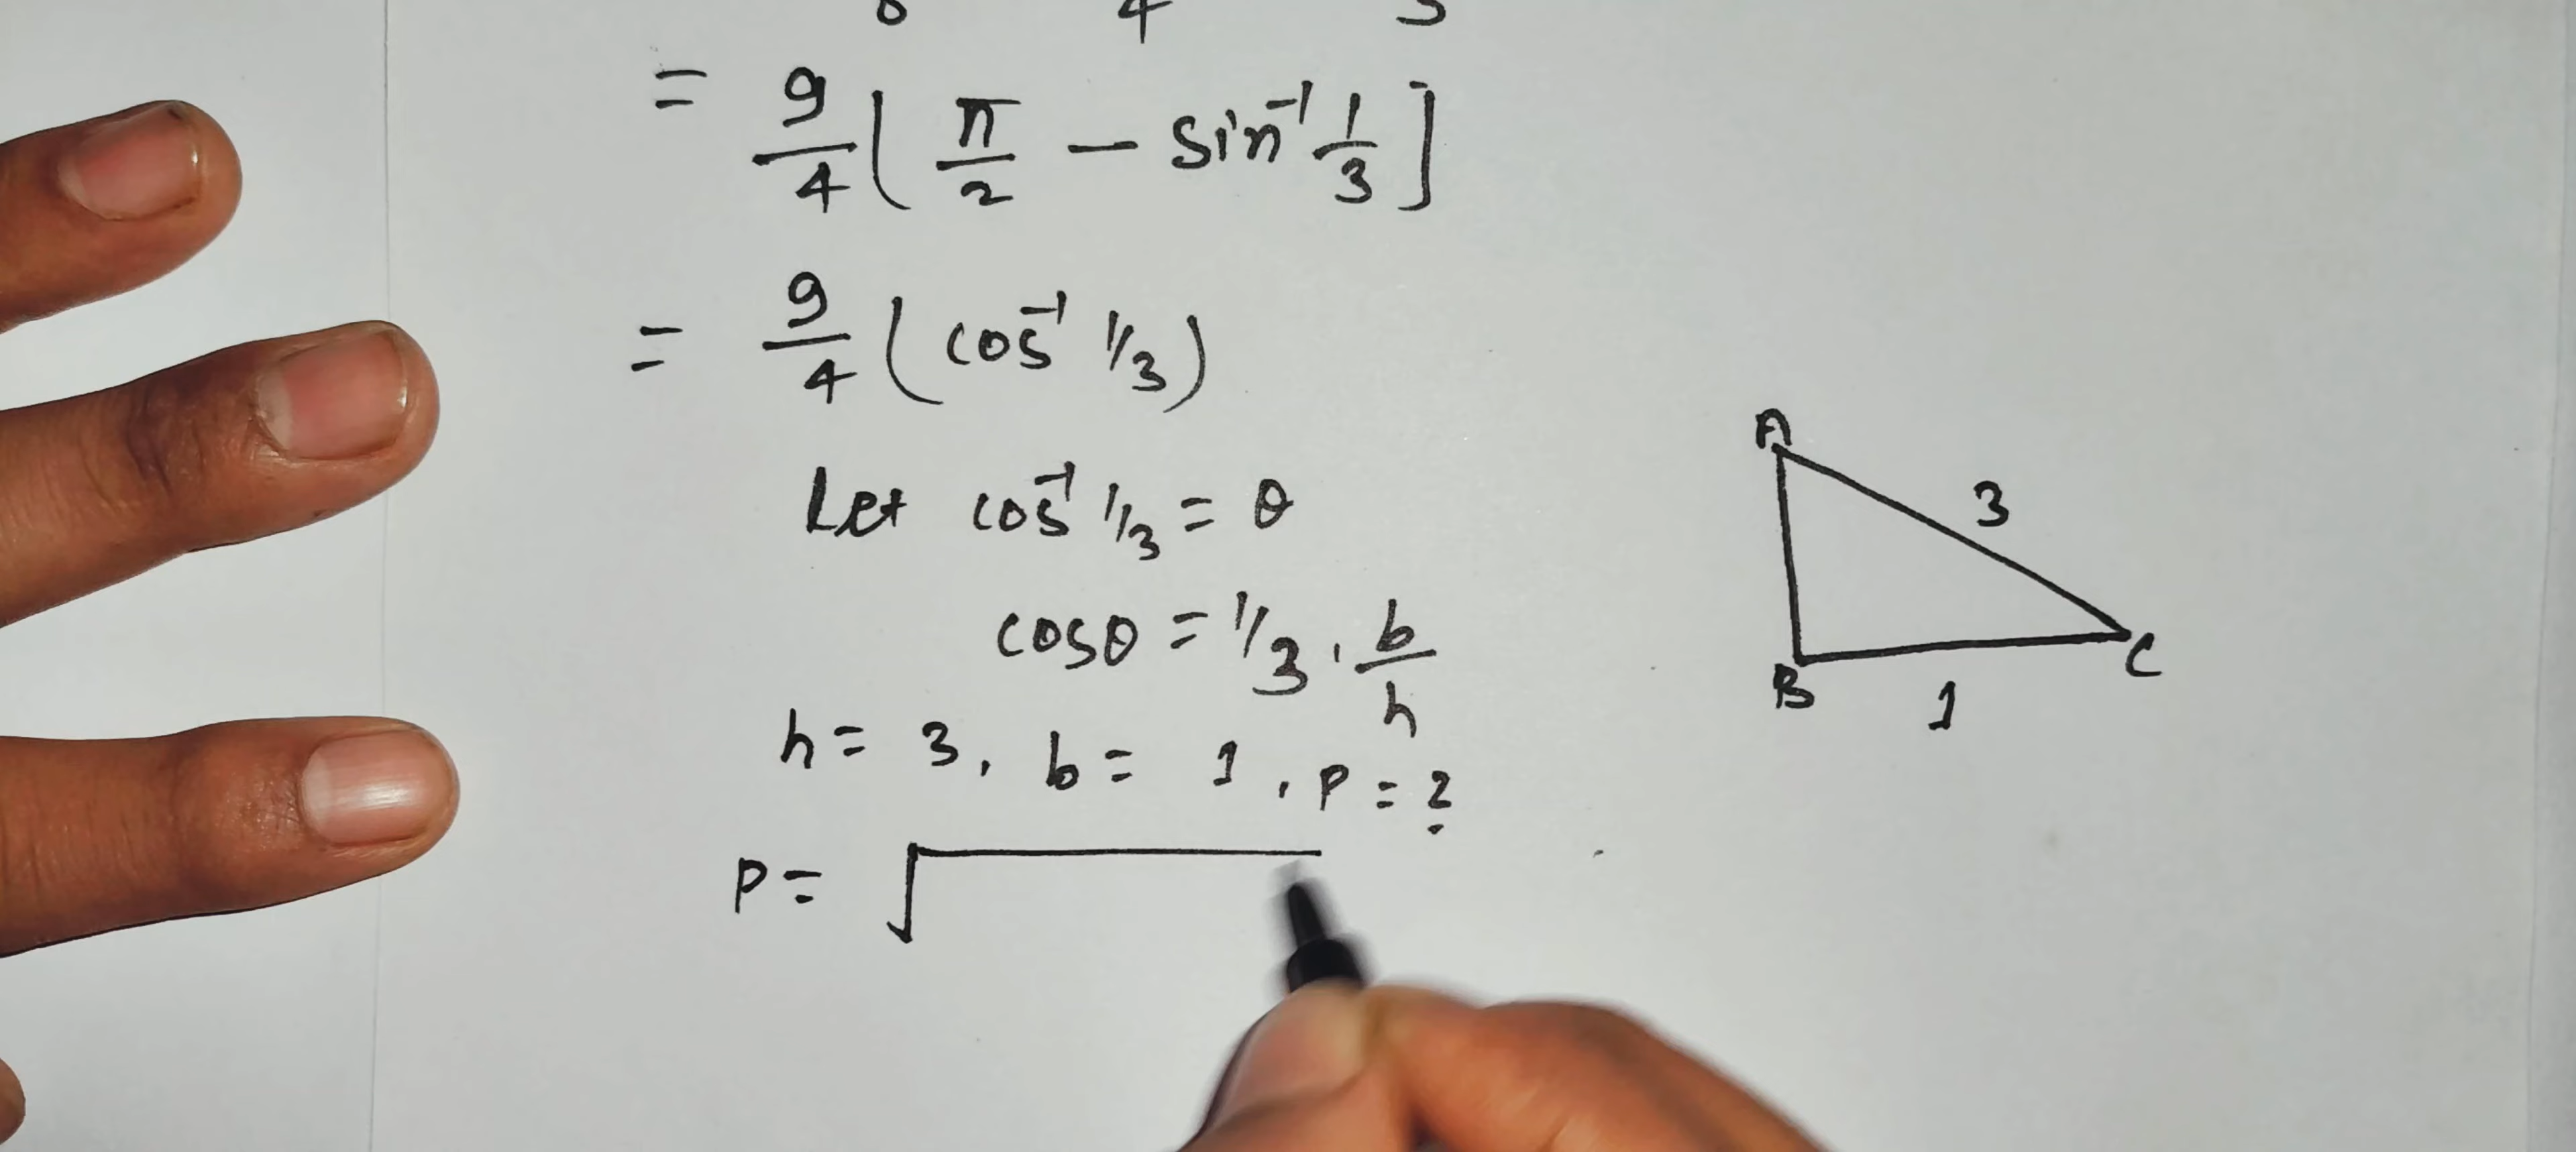 = 9/4 ( π/2 − sin⁻¹ 1/3 ]
= 9/4 ( cos⁻¹ 1/3 )
Let cos⁻¹ 1/3 = θ
cosθ = 1/3 , b/h
h = 3, b = 1, P = ?
P = √
A
3
B
C
1